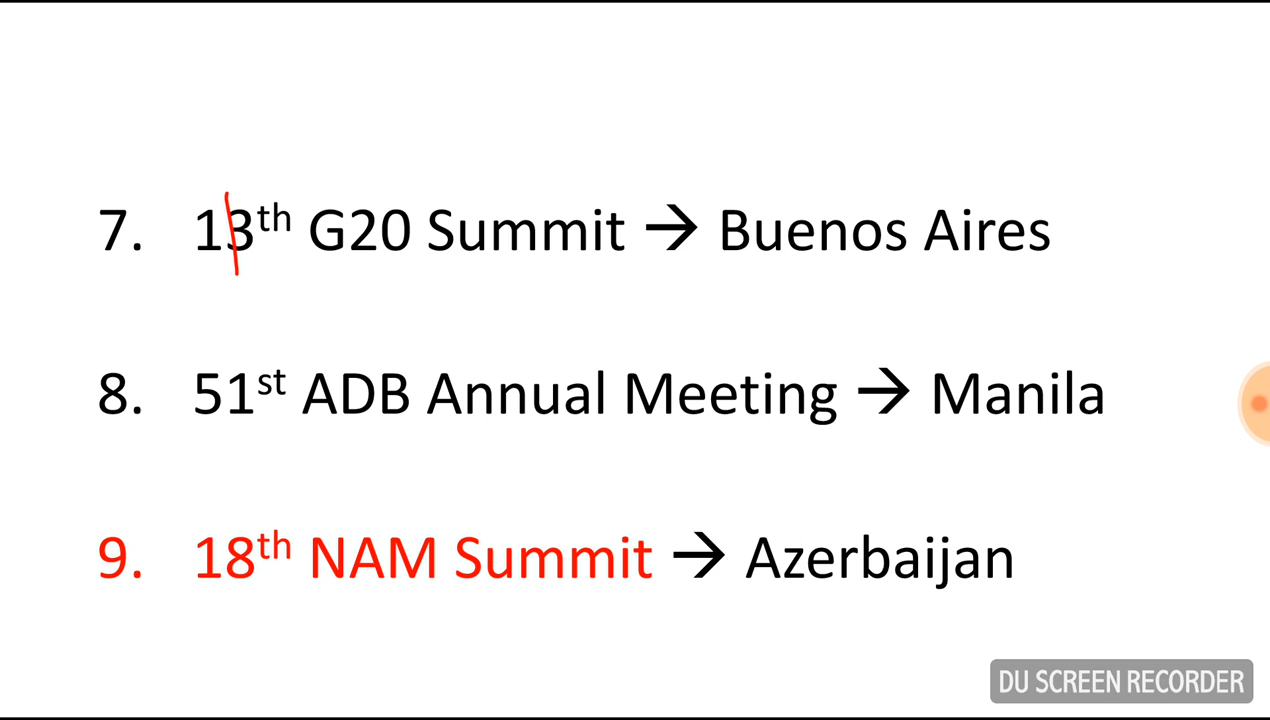 7. 13th G20 Summit → Buenos Aires
8. 51st ADB Annual Meeting → Manila
9. 18th NAM Summit → Azerbaijan
DU SCREEN RECORDER